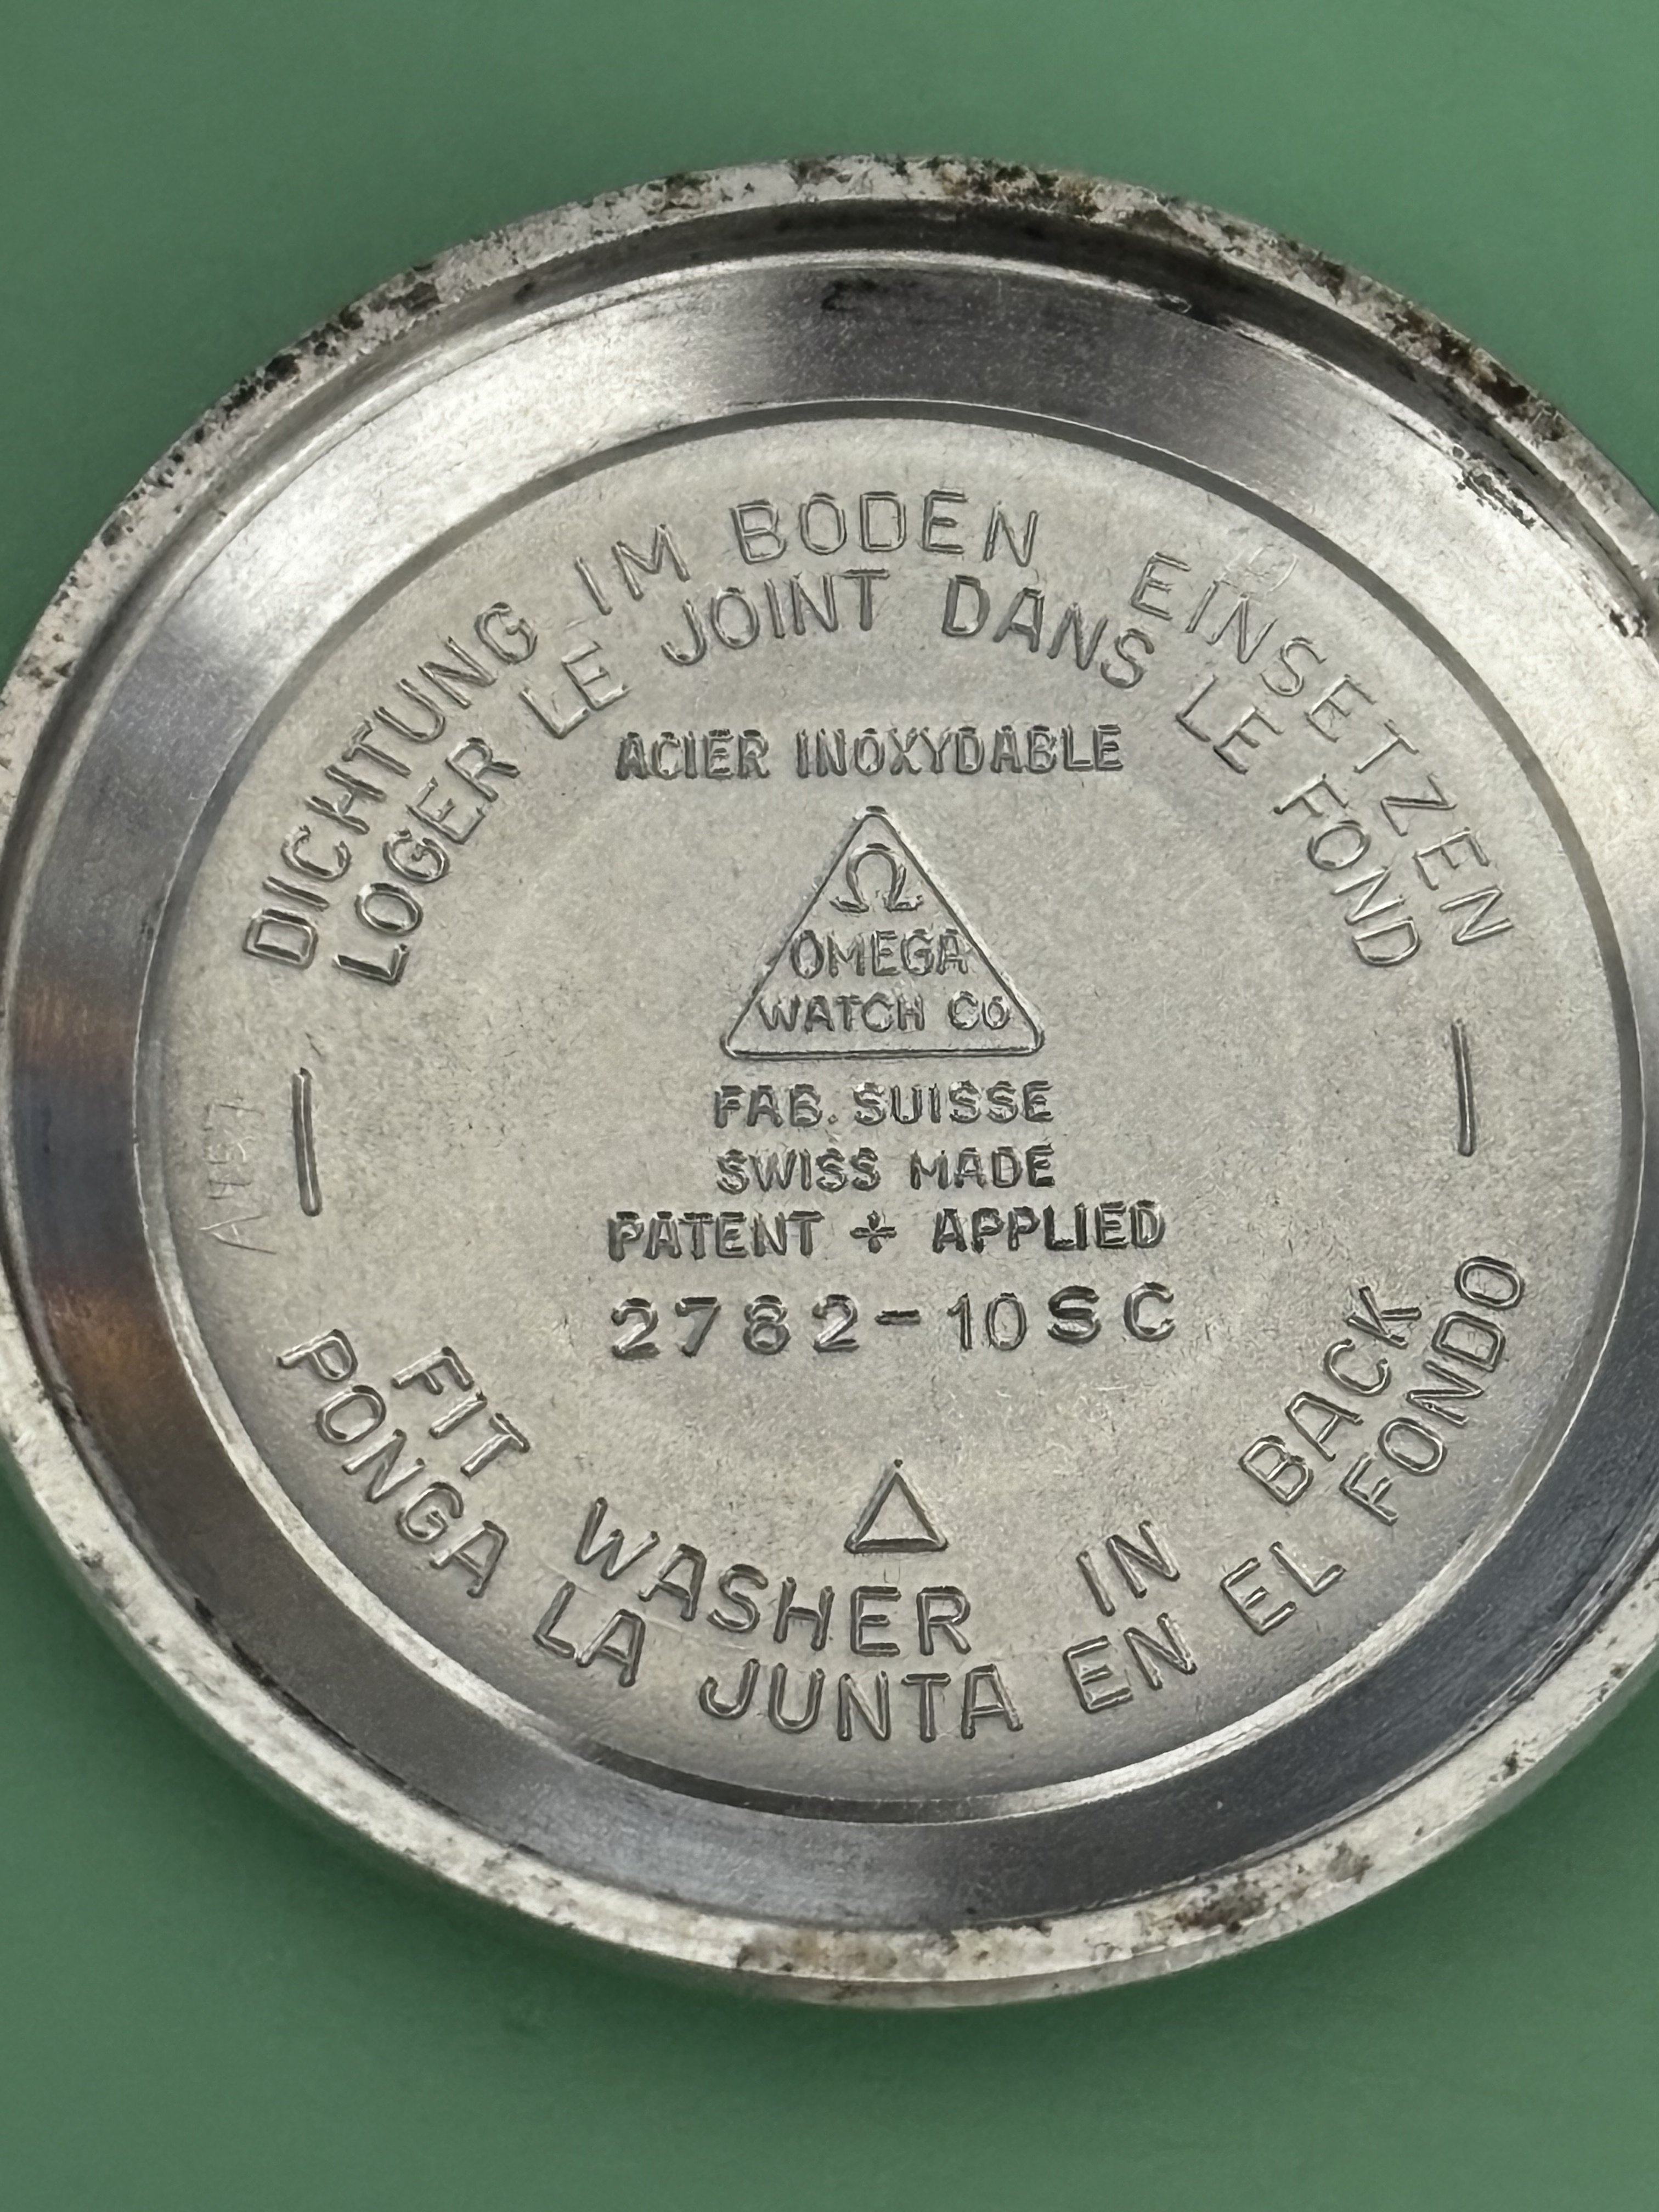 DICHTUNG IM BODEN EINSETZEN
LOGER LE JOINT DANS LE FOND
ACIER INOXYDABLE
Ω
OMEGA
WATCH Co
FAB. SUISSE
SWISS MADE
PATENT + APPLIED
2782-10SC
FIT WASHER IN BACK
PONGA LA JUNTA EN EL FONDO